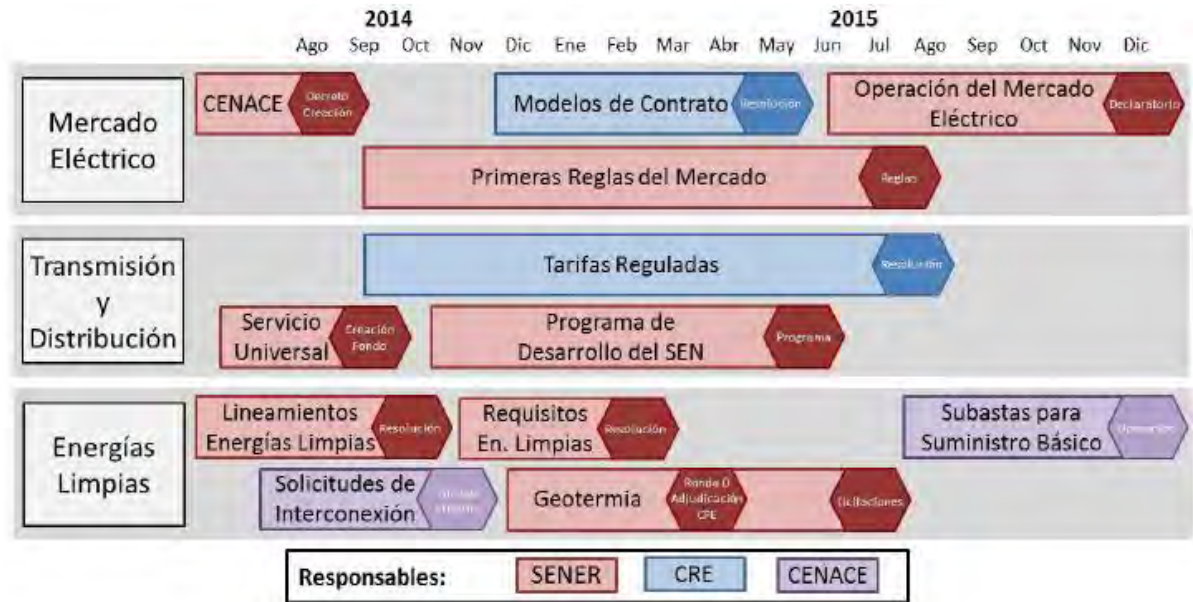 2014 2015
Ago Sep Oct Nov Dic Ene Feb Mar Abr May Jun Jul Ago Sep Oct Nov Dic
Mercado
Eléctrico
CENACE
Decreto
Creación
Modelos de Contrato
Resolución
Operación del Mercado
Eléctrico
Declaratoria
Primeras Reglas del Mercado
Reglas
Transmisión
y
Distribución
Tarifas Reguladas
Resolución
Servicio
Universal
Creación
Fondo
Programa de
Desarrollo del SEN
Programa
Energías
Limpias
Lineamientos
Energías Limpias
Resolución
Requisitos
En. Limpias
Resolución
Subastas para
Suministro Básico
Solicitudes de
Interconexión
Geotermia
Ronda 0
Adjudicación
CFE
Licitaciones
Responsables: SENER CRE CENACE